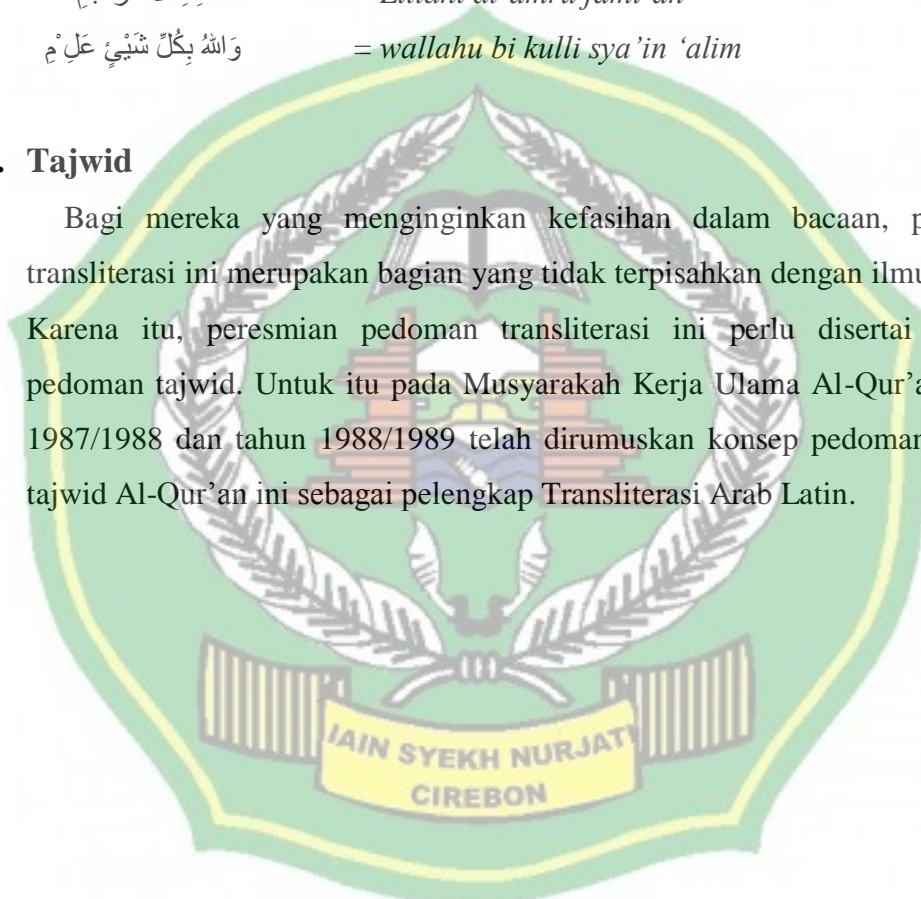 = wallahu bi kulli sya’in ‘alim وَاللهُ بِكُلِّ شَيْئٍ عَلِ ْمِ
. Tajwid
Bagi mereka yang menginginkan kefasihan dalam bacaan, p
transliterasi ini merupakan bagian yang tidak terpisahkan dengan ilmu
Karena itu, peresmian pedoman transliterasi ini perlu disertai
pedoman tajwid. Untuk itu pada Musyarakah Kerja Ulama Al-Qur’a
1987/1988 dan tahun 1988/1989 telah dirumuskan konsep pedoman
tajwid Al-Qur’an ini sebagai pelengkap Transliterasi Arab Latin.
IAIN SYEKH NURJATI
CIREBON